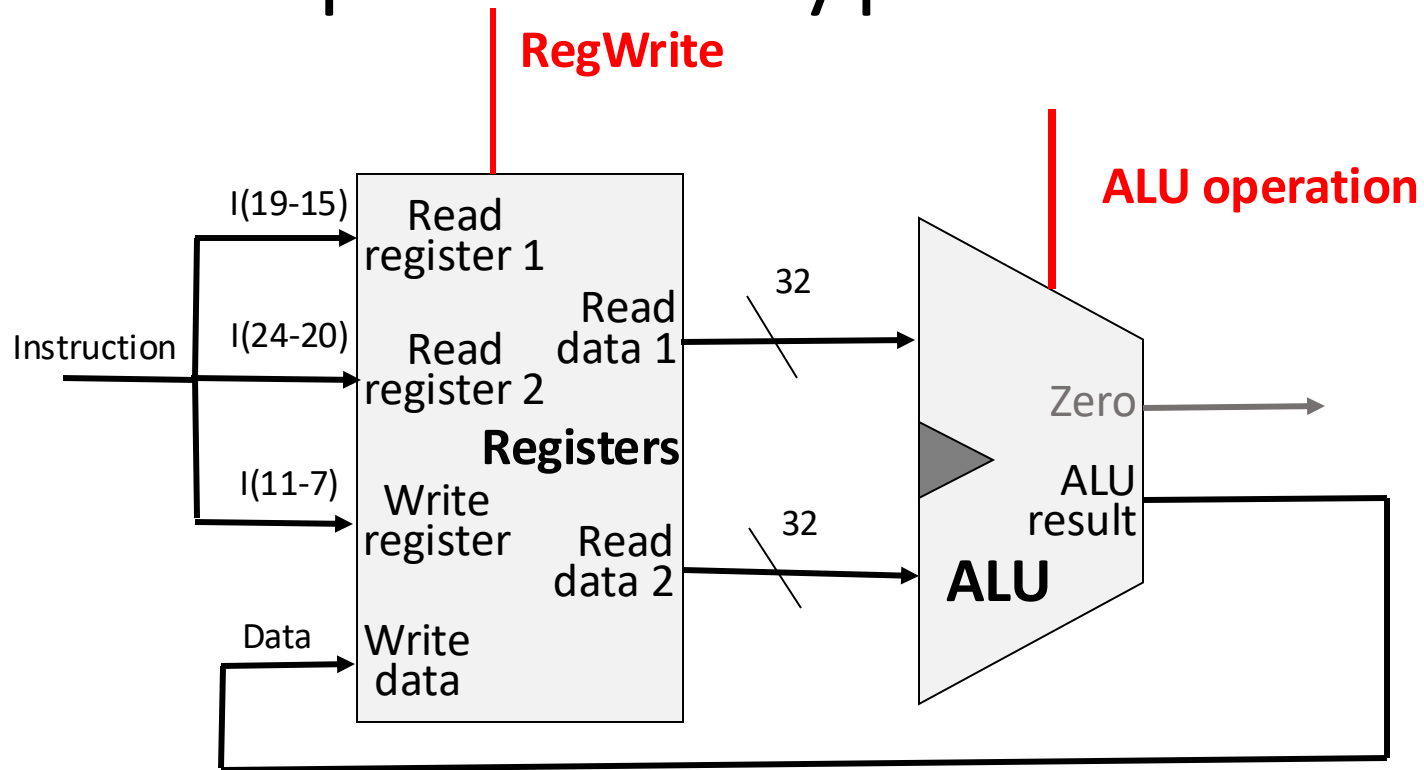 RegWrite
ALU operation
I(19-15)
Read
register 1
32
Read
data 1
Instruction
I(24-20)
Read
register 2
Zero
Registers
I(11-7)
Write
register
ALU
result
32
Read
data 2
ALU
Data
Write
data